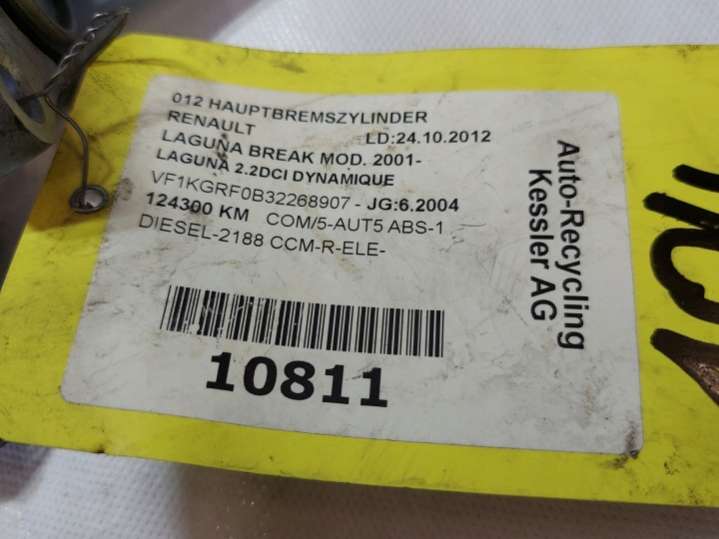 012 HAUPTBREMSZYLINDER
RENAULT LD:24.10.2012
LAGUNA BREAK MOD. 2001-
LAGUNA 2.2DCI DYNAMIQUE
VF1KGRF0B32268907 - JG:6.2004
124300 KM COM/5-AUT5 ABS-1
DIESEL-2188 CCM-R-ELE-
10811
Auto-Recycling
Kessler AG